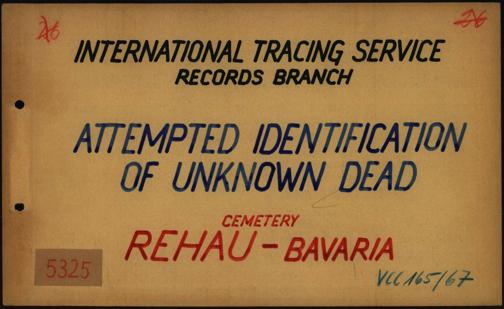 26 26
INTERNATIONAL TRACING SERVICE
RECORDS BRANCH
ATTEMPTED IDENTIFICATION
OF UNKNOWN DEAD
CEMETERY
REHAU - BAVARIA
5325
VCC 165/67